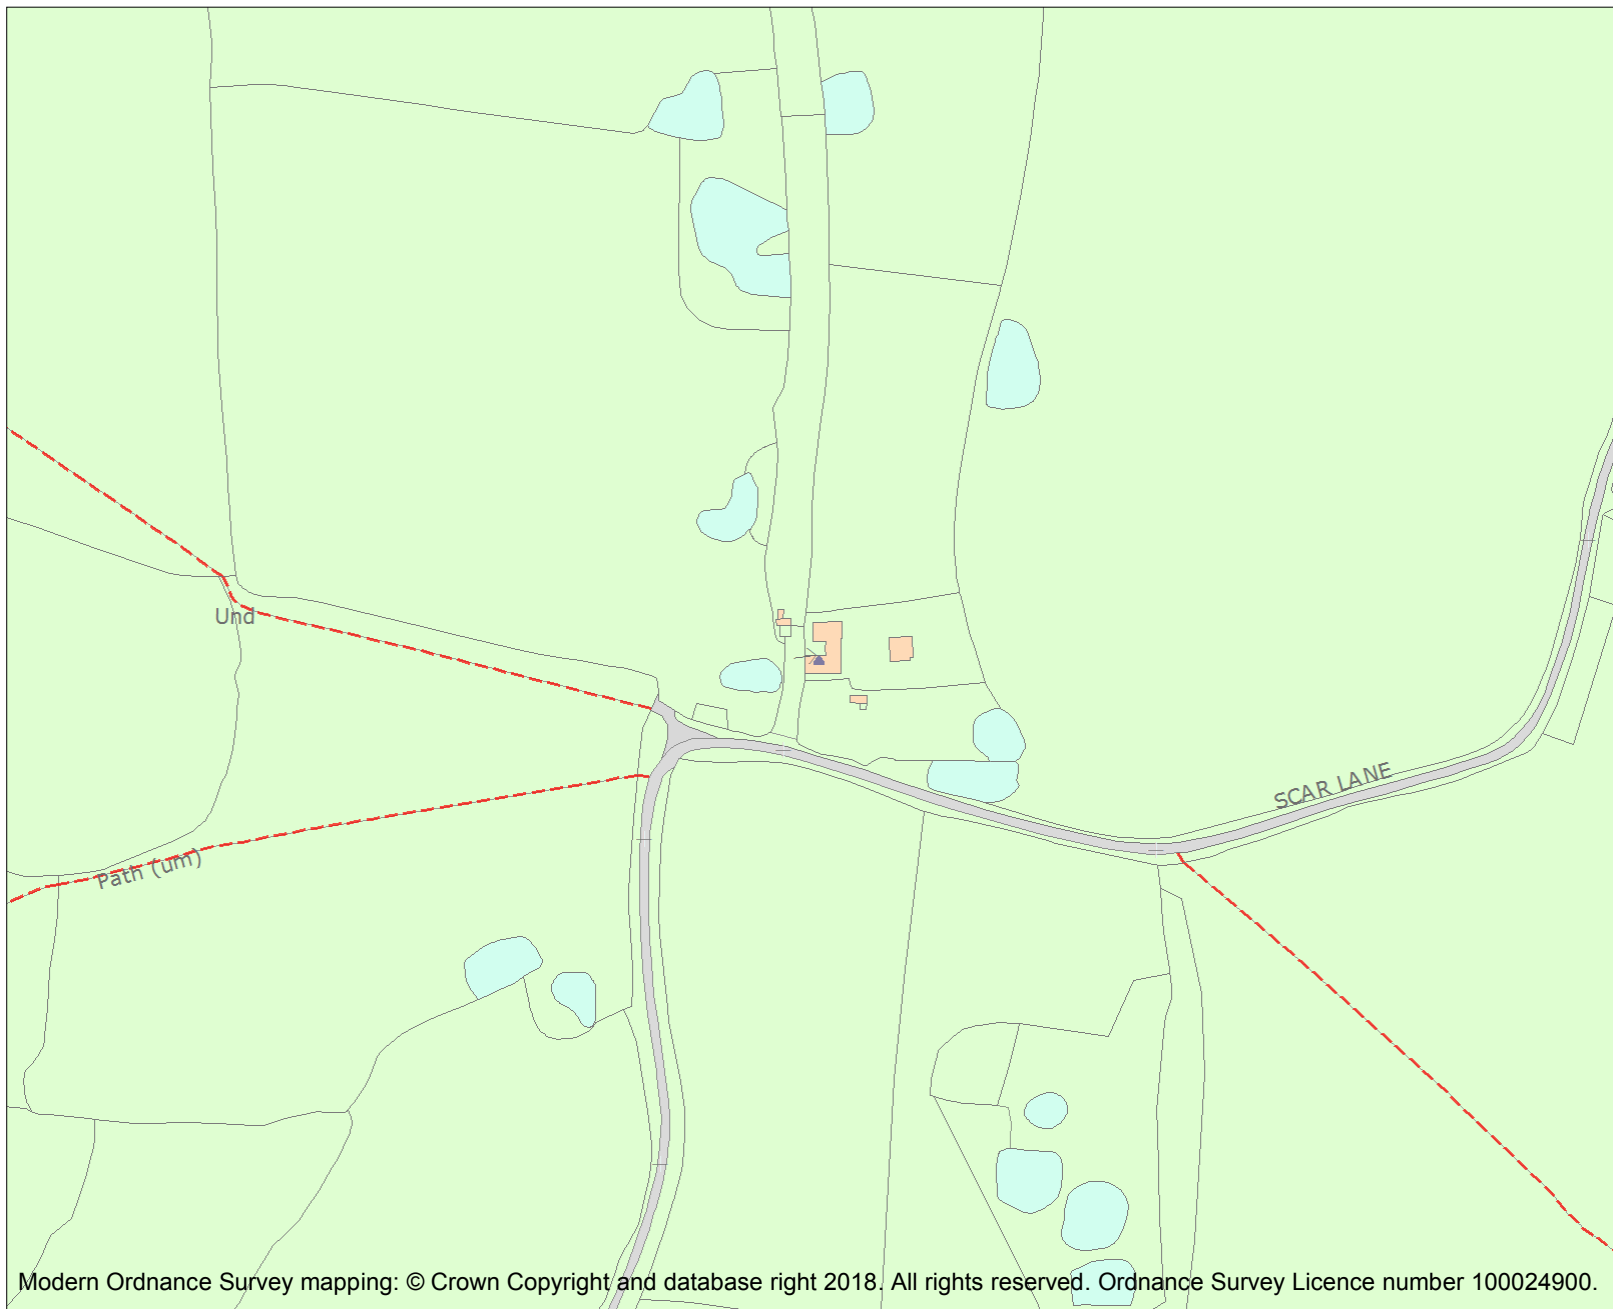 Und
SCAR LANE
Path (um)
Modern Ordnance Survey mapping: © Crown Copyright and database right 2018. All rights reserved. Ordnance Survey Licence number 100024900.